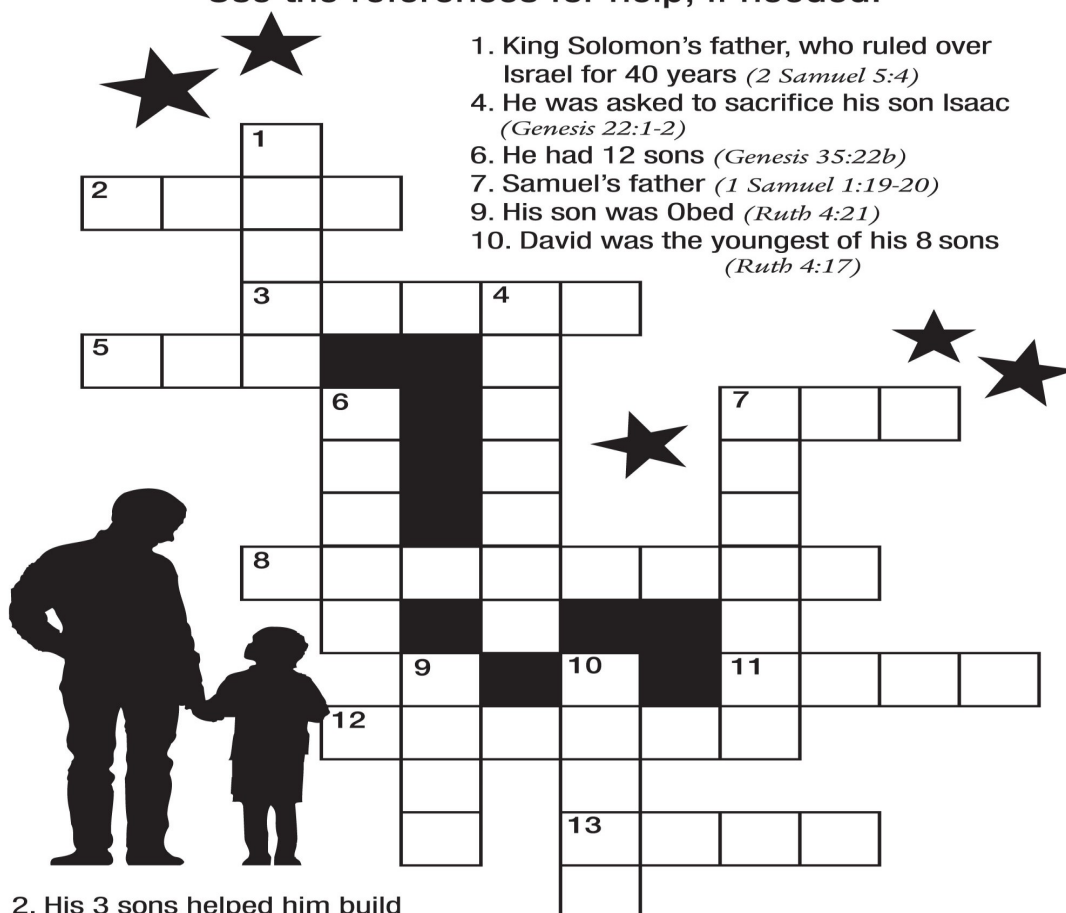 Use the references for help, if needed.
1. King Solomon's father, who ruled over
Israel for 40 years (2 Samuel 5:4)
4. He was asked to sacrifice his son Isaac
(Genesis 22:1-2)
6. He had 12 sons (Genesis 35:22b)
7. Samuel's father (1 Samuel 1:19-20)
9. His son was Obed (Ruth 4:21)
10. David was the youngest of his 8 sons
(Ruth 4:17)
1
2
3 4
5
6 7
8
9 10 11
12
13
2. His 3 sons helped him build